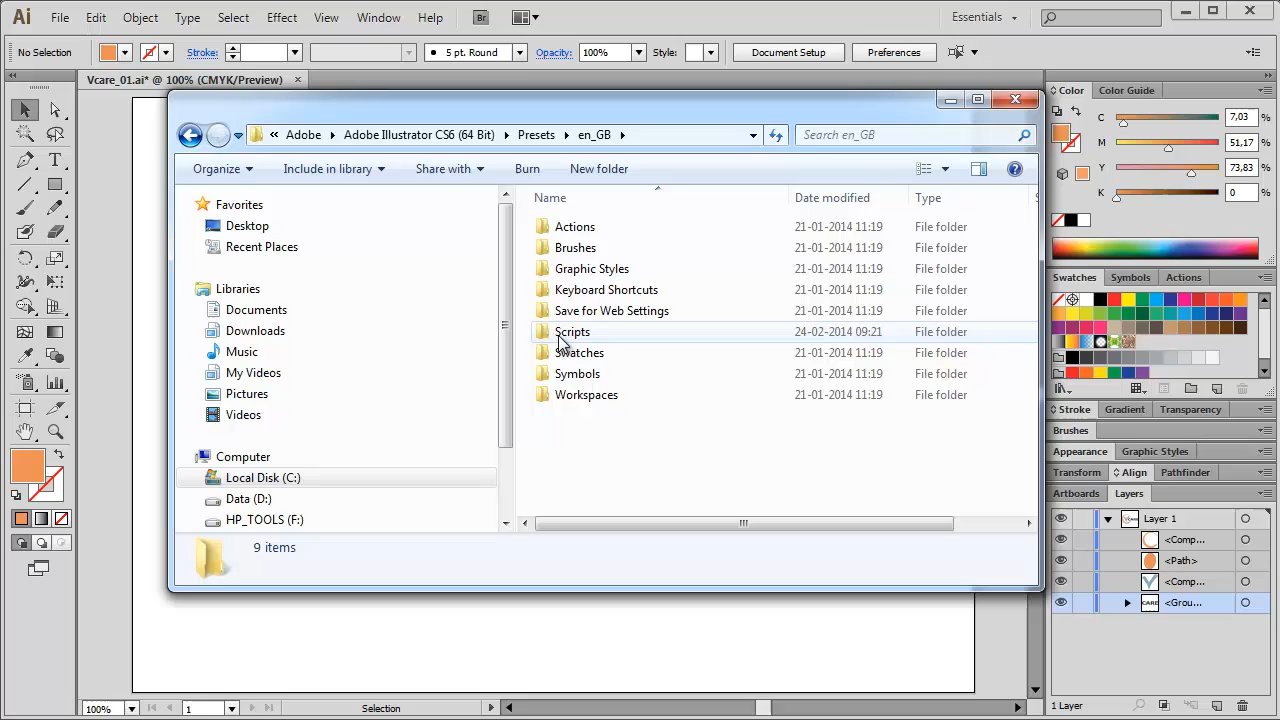 Ai File Edit Object Type Select Effect View Window Help Br Essentials
No Selection Stroke: 5 pt. Round Opacity: 100% Style: Document Setup Preferences
Vcare_01.ai* @ 100% (CMYK/Preview)
« Adobe Adobe Illustrator CS6 (64 Bit) Presets en_GB Search en_GB
Organize Include in library Share with Burn New folder
Favorites
Desktop
Recent Places
Libraries
Documents
Downloads
Music
My Videos
Pictures
Videos
Computer
Local Disk (C:)
Data (D:)
HP_TOOLS (F:)
Name Date modified Type
Actions 21-01-2014 11:19 File folder
Brushes 21-01-2014 11:19 File folder
Graphic Styles 21-01-2014 11:19 File folder
Keyboard Shortcuts 21-01-2014 11:19 File folder
Save for Web Settings 21-01-2014 11:19 File folder
Scripts 24-02-2014 09:21 File folder
Swatches 21-01-2014 11:19 File folder
Symbols 21-01-2014 11:19 File folder
Workspaces 21-01-2014 11:19 File folder
9 items
Color Color Guide
C 7,03 %
M 51,17 %
Y 73,83 %
K 0 %
Swatches Symbols Actions
Stroke Gradient Transparency
Brushes
Appearance Graphic Styles
Transform Align Pathfinder
Artboards Layers
Layer 1
<Comp...
<Path>
<Comp...
CARE <Grou...
1 Layer
100% 1 Selection